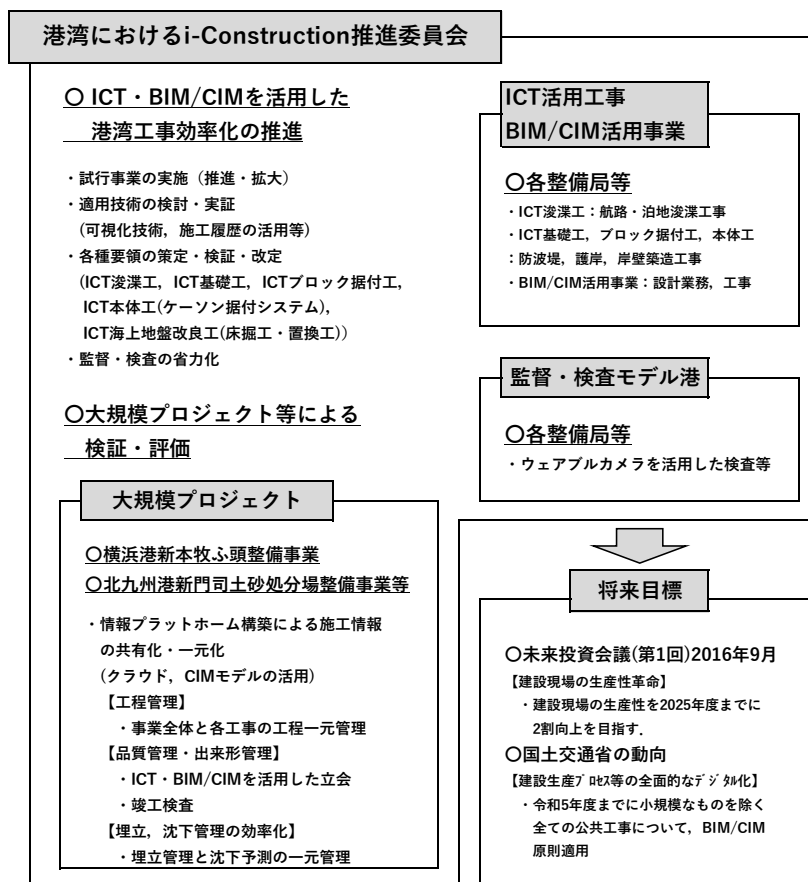 港湾におけるi-Construction推進委員会
〇 ICT・BIM/CIMを活用した
港湾工事効率化の推進
・試行事業の実施（推進・拡大）
・適用技術の検討・実証
(可視化技術，施工履歴の活用等)
・各種要領の策定・検証・改定
(ICT浚渫工，ICT基礎工，ICTブロック据付工，
ICT本体工(ケーソン据付システム)，
ICT海上地盤改良工(床掘工・置換工))
・監督・検査の省力化
〇大規模プロジェクト等による
検証・評価
大規模プロジェクト
〇横浜港新本牧ふ頭整備事業
〇北九州港新門司土砂処分場整備事業等
・情報プラットホーム構築による施工情報
の共有化・一元化
(クラウド，CIMモデルの活用)
【工程管理】
・事業全体と各工事の工程一元管理
【品質管理・出来形管理】
・ICT・BIM/CIMを活用した立会
・竣工検査
【埋立，沈下管理の効率化】
・埋立管理と沈下予測の一元管理
ICT活用工事
BIM/CIM活用事業
〇各整備局等
・ICT浚渫工：航路・泊地浚渫工事
・ICT基礎工，ブロック据付工，本体工
：防波堤，護岸，岸壁築造工事
・BIM/CIM活用事業：設計業務，工事
監督・検査モデル港
〇各整備局等
・ウェアブルカメラを活用した検査等
将来目標
〇未来投資会議(第1回)2016年9月
【建設現場の生産性革命】
・建設現場の生産性を2025年度までに
2割向上を目指す．
〇国土交通省の動向
【建設生産ﾌﾟﾛｾｽ等の全面的なﾃﾞｼﾞﾀﾙ化】
・令和5年度までに小規模なものを除く
全ての公共工事について，BIM/CIM
原則適用